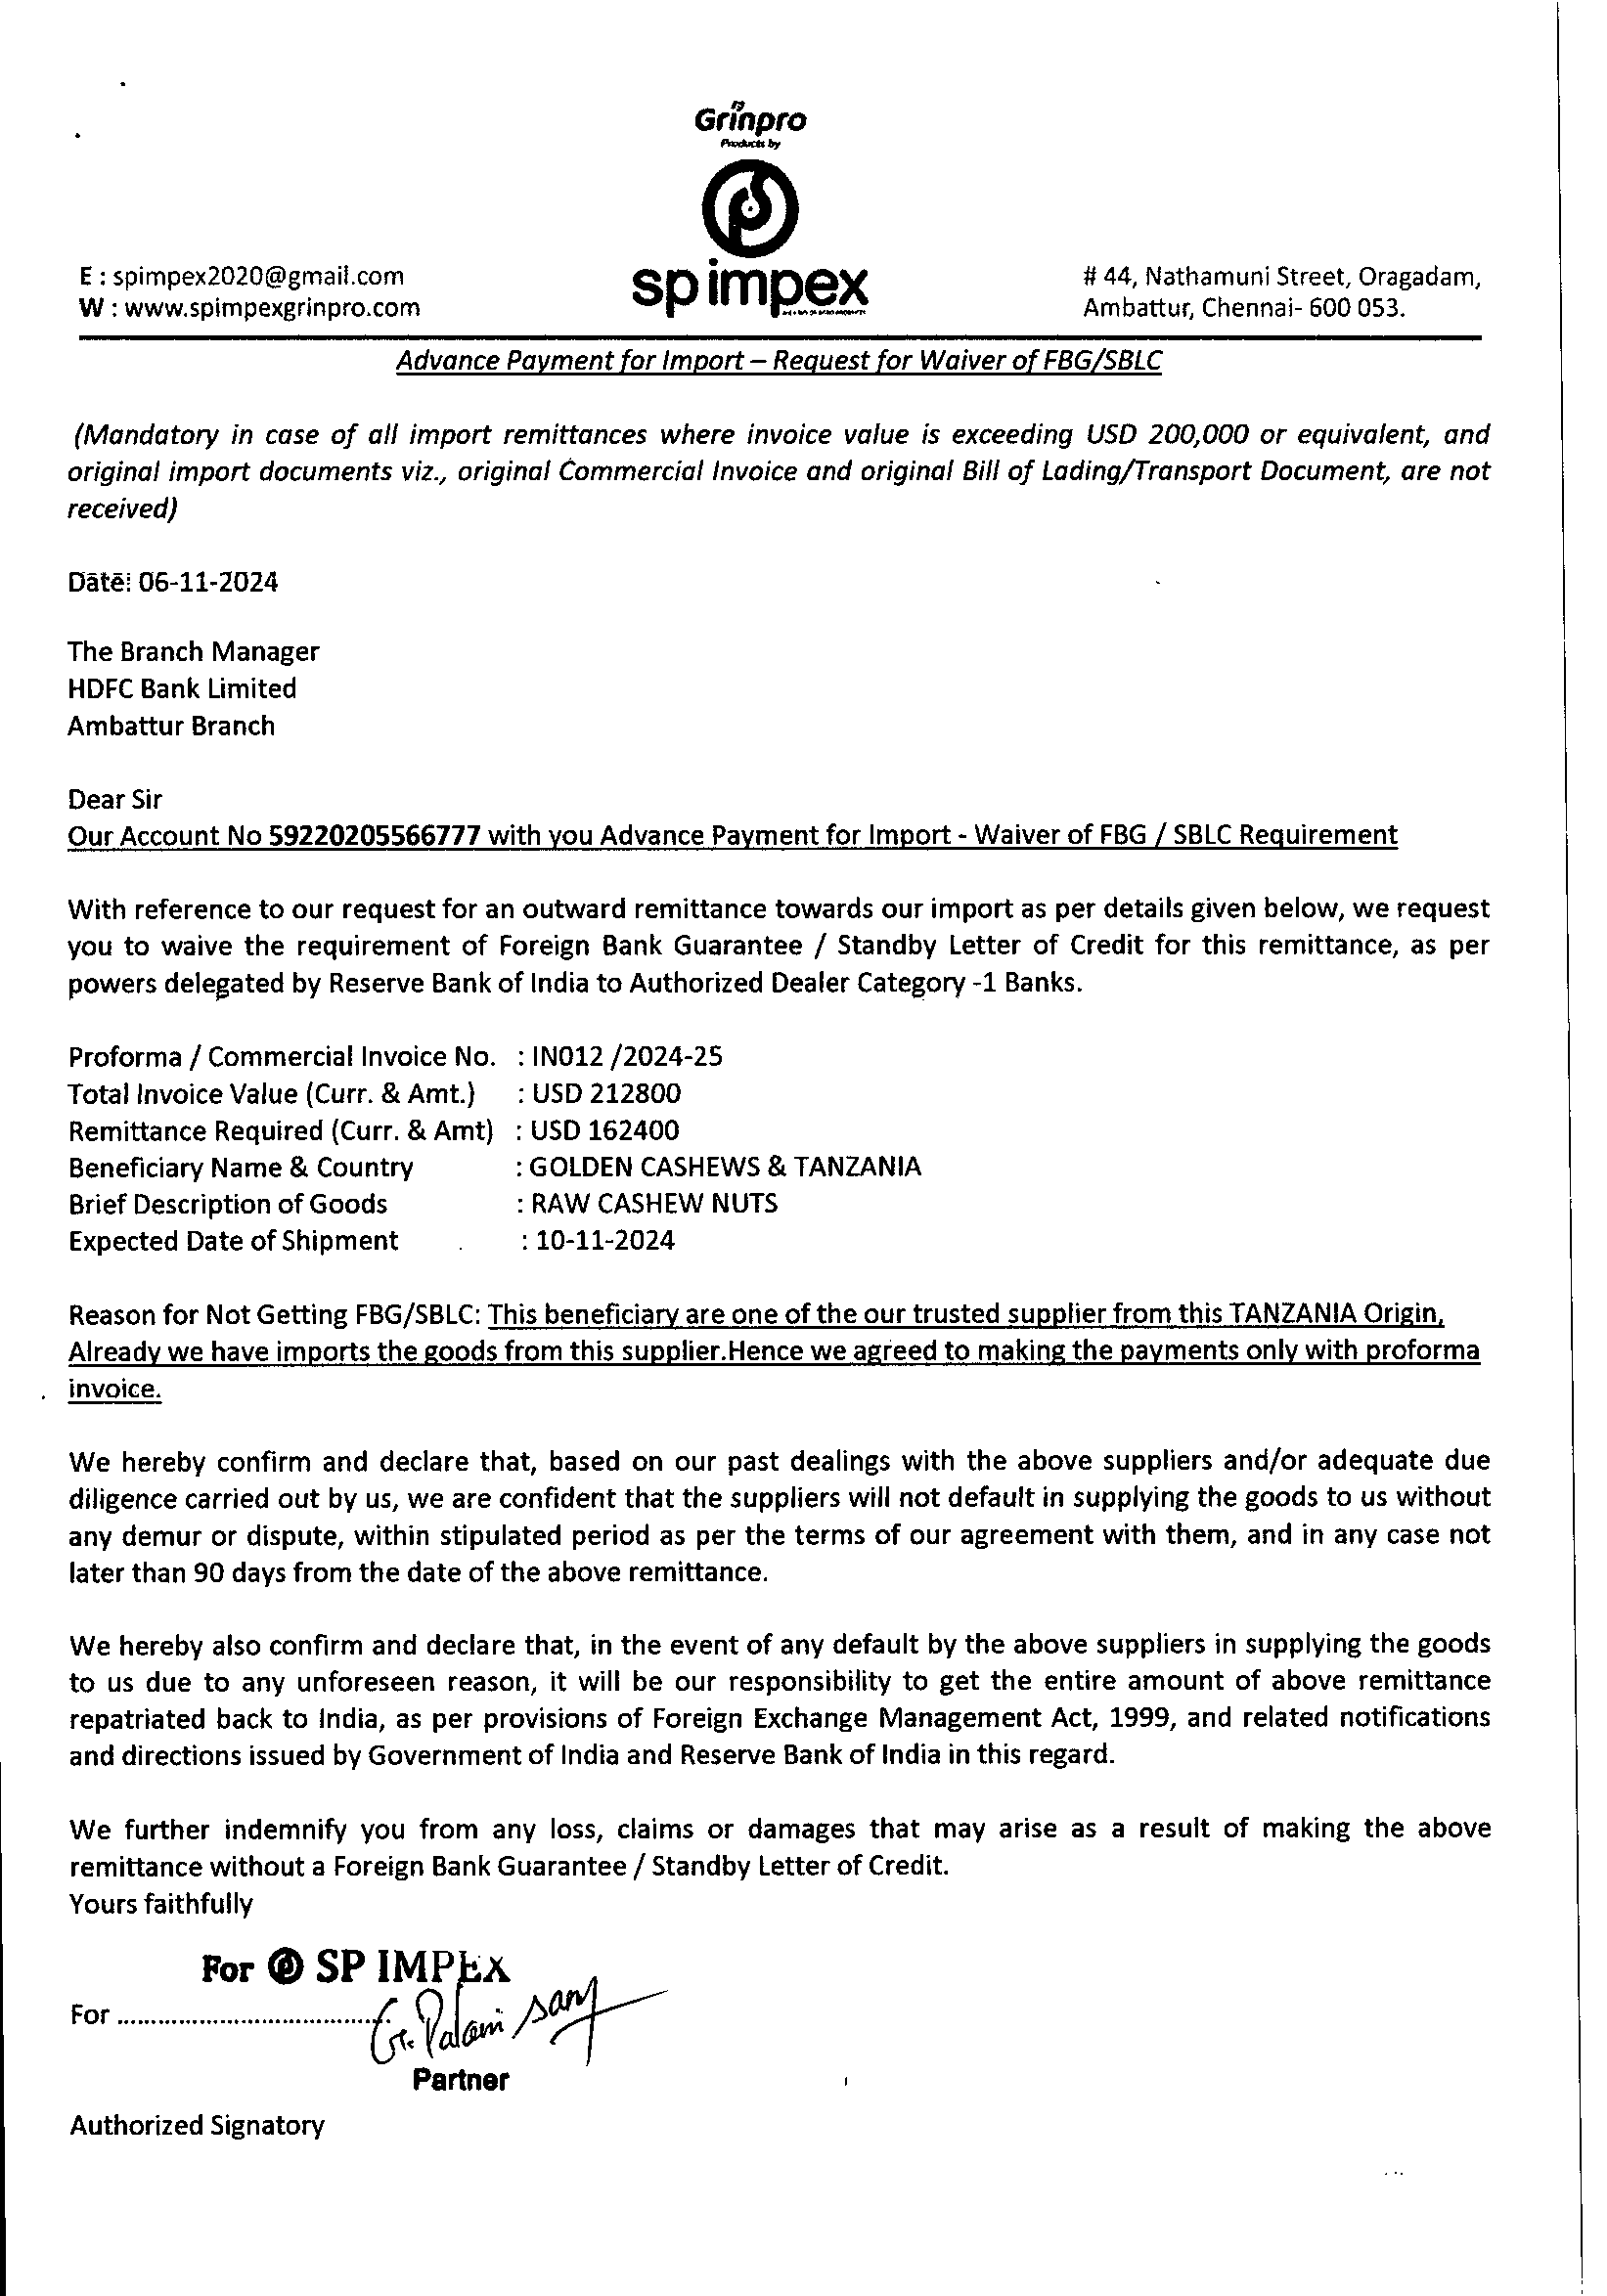 Grinpro
Products by
sp impex
E : spimpex2020@gmail.com
W : www.spimpexgrinpro.com
# 44, Nathamuni Street, Oragadam,
Ambattur, Chennai- 600 053.
Advance Payment for Import – Request for Waiver of FBG/SBLC
(Mandatory in case of all import remittances where invoice value is exceeding USD 200,000 or equivalent, and
original import documents viz., original Commercial Invoice and original Bill of Lading/Transport Document, are not
received)
Date: 06-11-2024
The Branch Manager
HDFC Bank Limited
Ambattur Branch
Dear Sir
Our Account No 59220205566777 with you Advance Payment for Import - Waiver of FBG / SBLC Requirement
With reference to our request for an outward remittance towards our import as per details given below, we request
you to waive the requirement of Foreign Bank Guarantee / Standby Letter of Credit for this remittance, as per
powers delegated by Reserve Bank of India to Authorized Dealer Category -1 Banks.
Proforma / Commercial Invoice No. : IN012 /2024-25
Total Invoice Value (Curr. & Amt.) : USD 212800
Remittance Required (Curr. & Amt) : USD 162400
Beneficiary Name & Country : GOLDEN CASHEWS & TANZANIA
Brief Description of Goods : RAW CASHEW NUTS
Expected Date of Shipment : 10-11-2024
Reason for Not Getting FBG/SBLC: This beneficiary are one of the our trusted supplier from this TANZANIA Origin,
Already we have imports the goods from this supplier.Hence we agreed to making the payments only with proforma
invoice.
We hereby confirm and declare that, based on our past dealings with the above suppliers and/or adequate due
diligence carried out by us, we are confident that the suppliers will not default in supplying the goods to us without
any demur or dispute, within stipulated period as per the terms of our agreement with them, and in any case not
later than 90 days from the date of the above remittance.
We hereby also confirm and declare that, in the event of any default by the above suppliers in supplying the goods
to us due to any unforeseen reason, it will be our responsibility to get the entire amount of above remittance
repatriated back to India, as per provisions of Foreign Exchange Management Act, 1999, and related notifications
and directions issued by Government of India and Reserve Bank of India in this regard.
We further indemnify you from any loss, claims or damages that may arise as a result of making the above
remittance without a Foreign Bank Guarantee / Standby Letter of Credit.
Yours faithfully
For SP IMPEX
For ........................................
G. Palani samy
Partner
Authorized Signatory